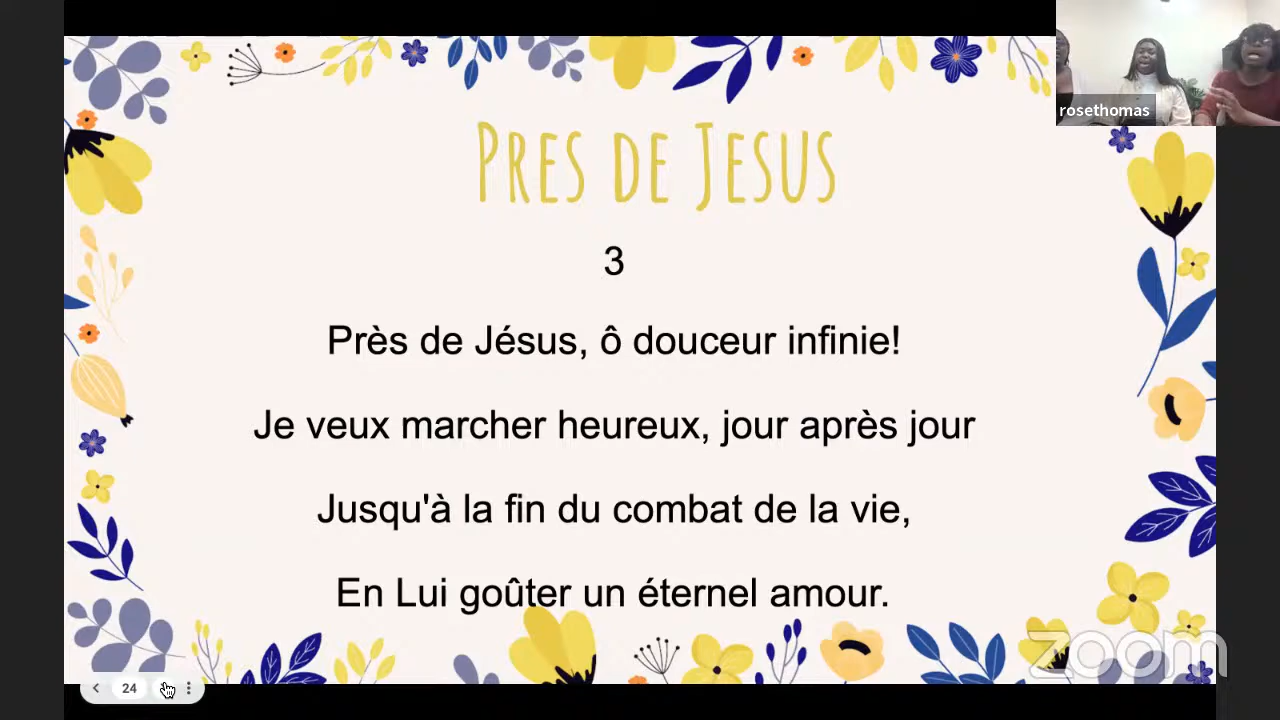 PRES DE JESUS
rosethomas
3
Près de Jésus, ô douceur infinie!
Je veux marcher heureux, jour après jour
Jusqu'à la fin du combat de la vie,
En Lui goûter un éternel amour.
zoom
24